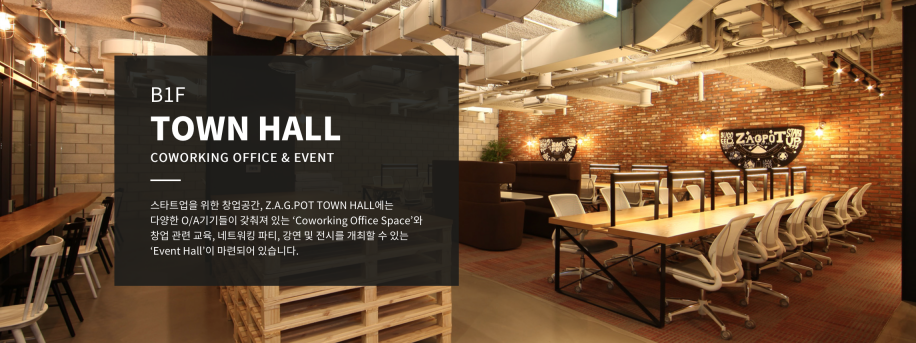 B1F
TOWN HALL
COWORKING OFFICE & EVENT
스타트업을 위한 창업공간, Z.A.G.POT TOWN HALL에는
다양한 O/A기기들이 갖춰져 있는 ‘Coworking Office Space’와
창업 관련 교육, 네트워킹 파티, 강연 및 전시를 개최할 수 있는
‘Event Hall’이 마련되어 있습니다.
ZAGPOT